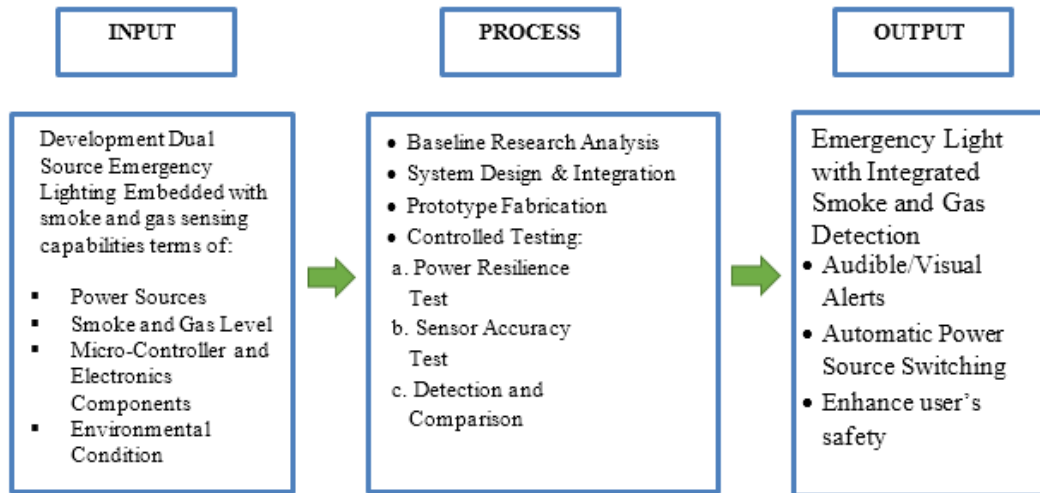 INPUT
PROCESS
OUTPUT
Development Dual
Source Emergency
Lighting Embedded with
smoke and gas sensing
capabilities terms of:
▪ Power Sources
▪ Smoke and Gas Level
▪ Micro-Controller and
Electronics
Components
▪ Environmental
Condition
• Baseline Research Analysis
• System Design & Integration
• Prototype Fabrication
• Controlled Testing:
a. Power Resilience
Test
b. Sensor Accuracy
Test
c. Detection and
Comparison
Emergency Light
with Integrated
Smoke and Gas
Detection
• Audible/Visual
Alerts
• Automatic Power
Source Switching
• Enhance user’s
safety